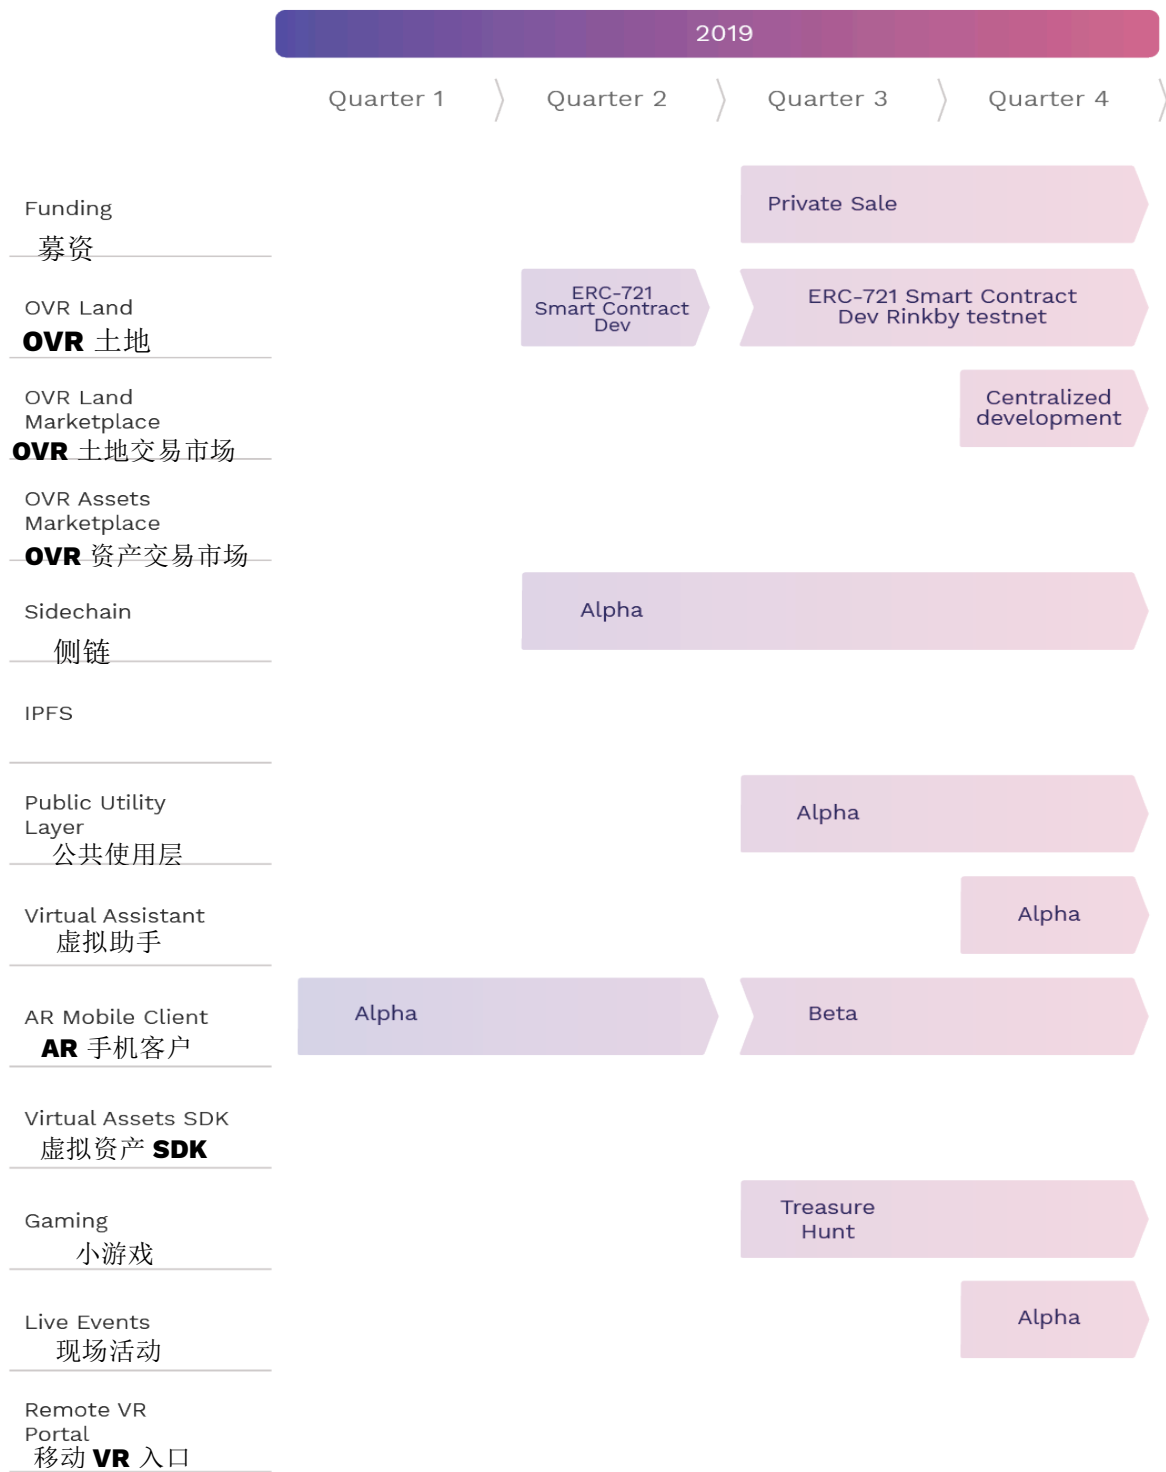 2019
Quarter 1
Quarter 2
Quarter 3
Quarter 4
Funding
募资
Private Sale
OVR Land
OVR 土地
ERC-721
Smart Contract
Dev
ERC-721 Smart Contract
Dev Rinkby testnet
OVR Land
Marketplace
OVR 土地交易市场
Centralized
development
OVR Assets
Marketplace
OVR 资产交易市场
Sidechain
侧链
Alpha
IPFS
Public Utility
Layer
公共使用层
Alpha
Virtual Assistant
虚拟助手
Alpha
AR Mobile Client
AR 手机客户
Alpha
Beta
Virtual Assets SDK
虚拟资产 SDK
Gaming
小游戏
Treasure
Hunt
Live Events
现场活动
Alpha
Remote VR
Portal
移动 VR 入口